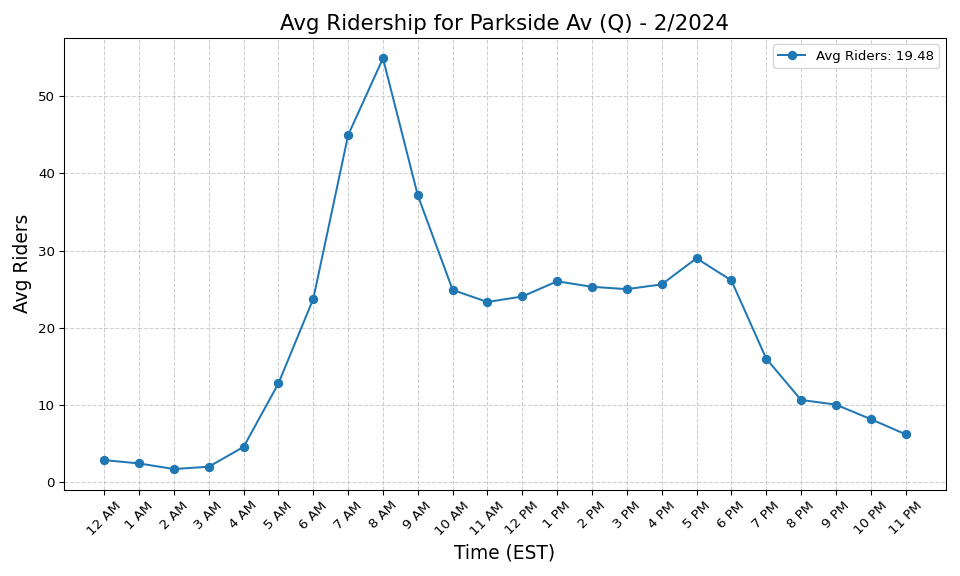 Avg Ridership for Parkside Av (Q) - 2/2024
Avg Riders: 19.48
Avg Riders
50
40
30
20
10
0
12 AM
1 AM
2 AM
3 AM
4 AM
5 AM
6 AM
7 AM
8 AM
9 AM
10 AM
11 AM
12 PM
1 PM
2 PM
3 PM
4 PM
5 PM
6 PM
7 PM
8 PM
9 PM
10 PM
11 PM
Time (EST)